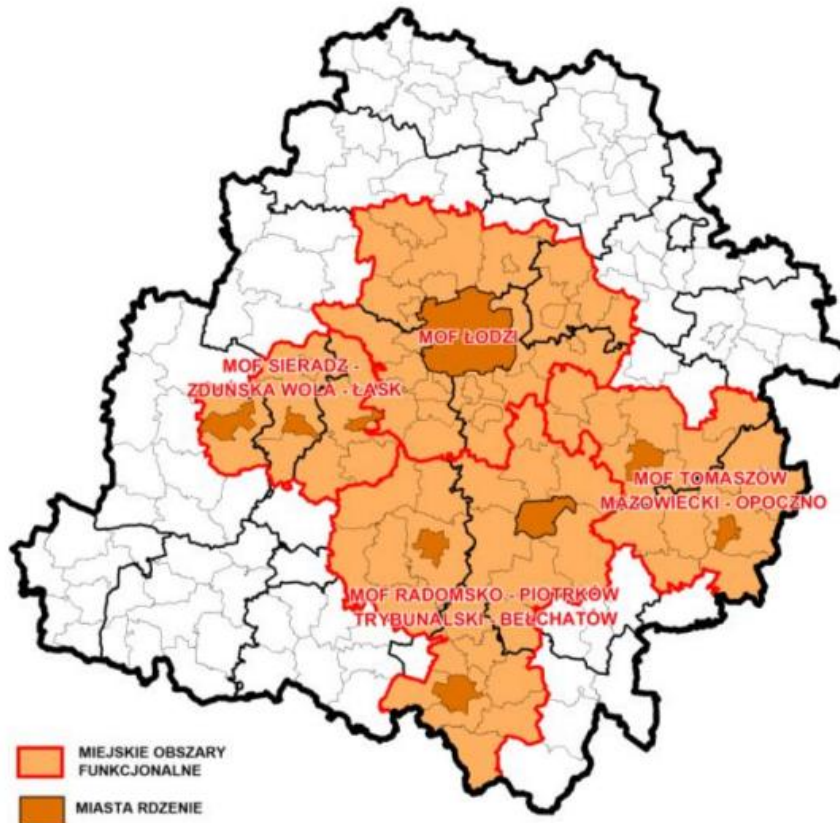 MOF ŁODZI
MOF SIERADZ -
ZDUŃSKA WOLA - ŁASK
MOF TOMASZÓW
MAZOWIECKI - OPOCZNO
MOF RADOMSKO - PIOTRKÓW
TRYBUNALSKI - BEŁCHATÓW
MIEJSKIE OBSZARY
FUNKCJONALNE
MIASTA RDZENIE